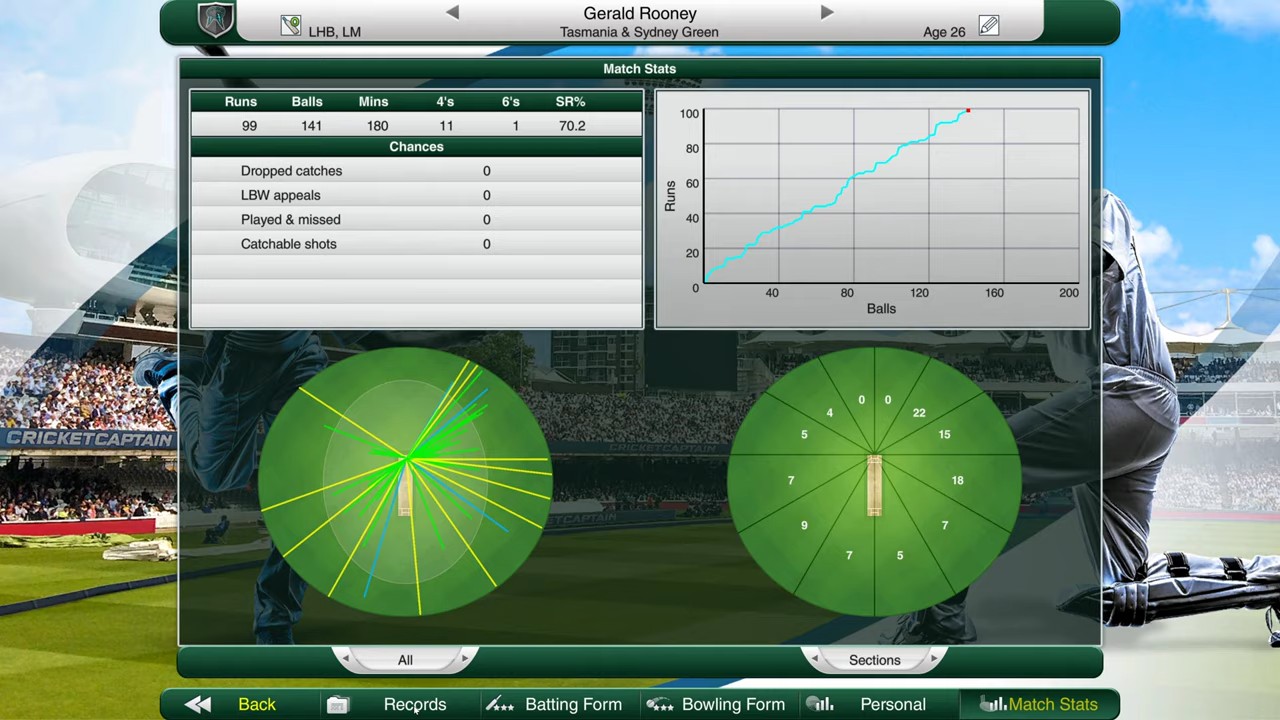 Gerald Rooney
LHB, LM
Tasmania & Sydney Green
Age 26
Match Stats
Runs Balls Mins 4's 6's SR%
99 141 180 11 1 70.2
Chances
Dropped catches 0
LBW appeals 0
Played & missed 0
Catchable shots 0
Runs
100
80
60
40
20
0
40 80 120 160 200
Balls
0 0
4 22
5 15
7 18
9 7
7 5
CRICKETCAPTAIN
CRICKETCAPTAIN
All
Sections
Back Records Batting Form Bowling Form Personal Match Stats